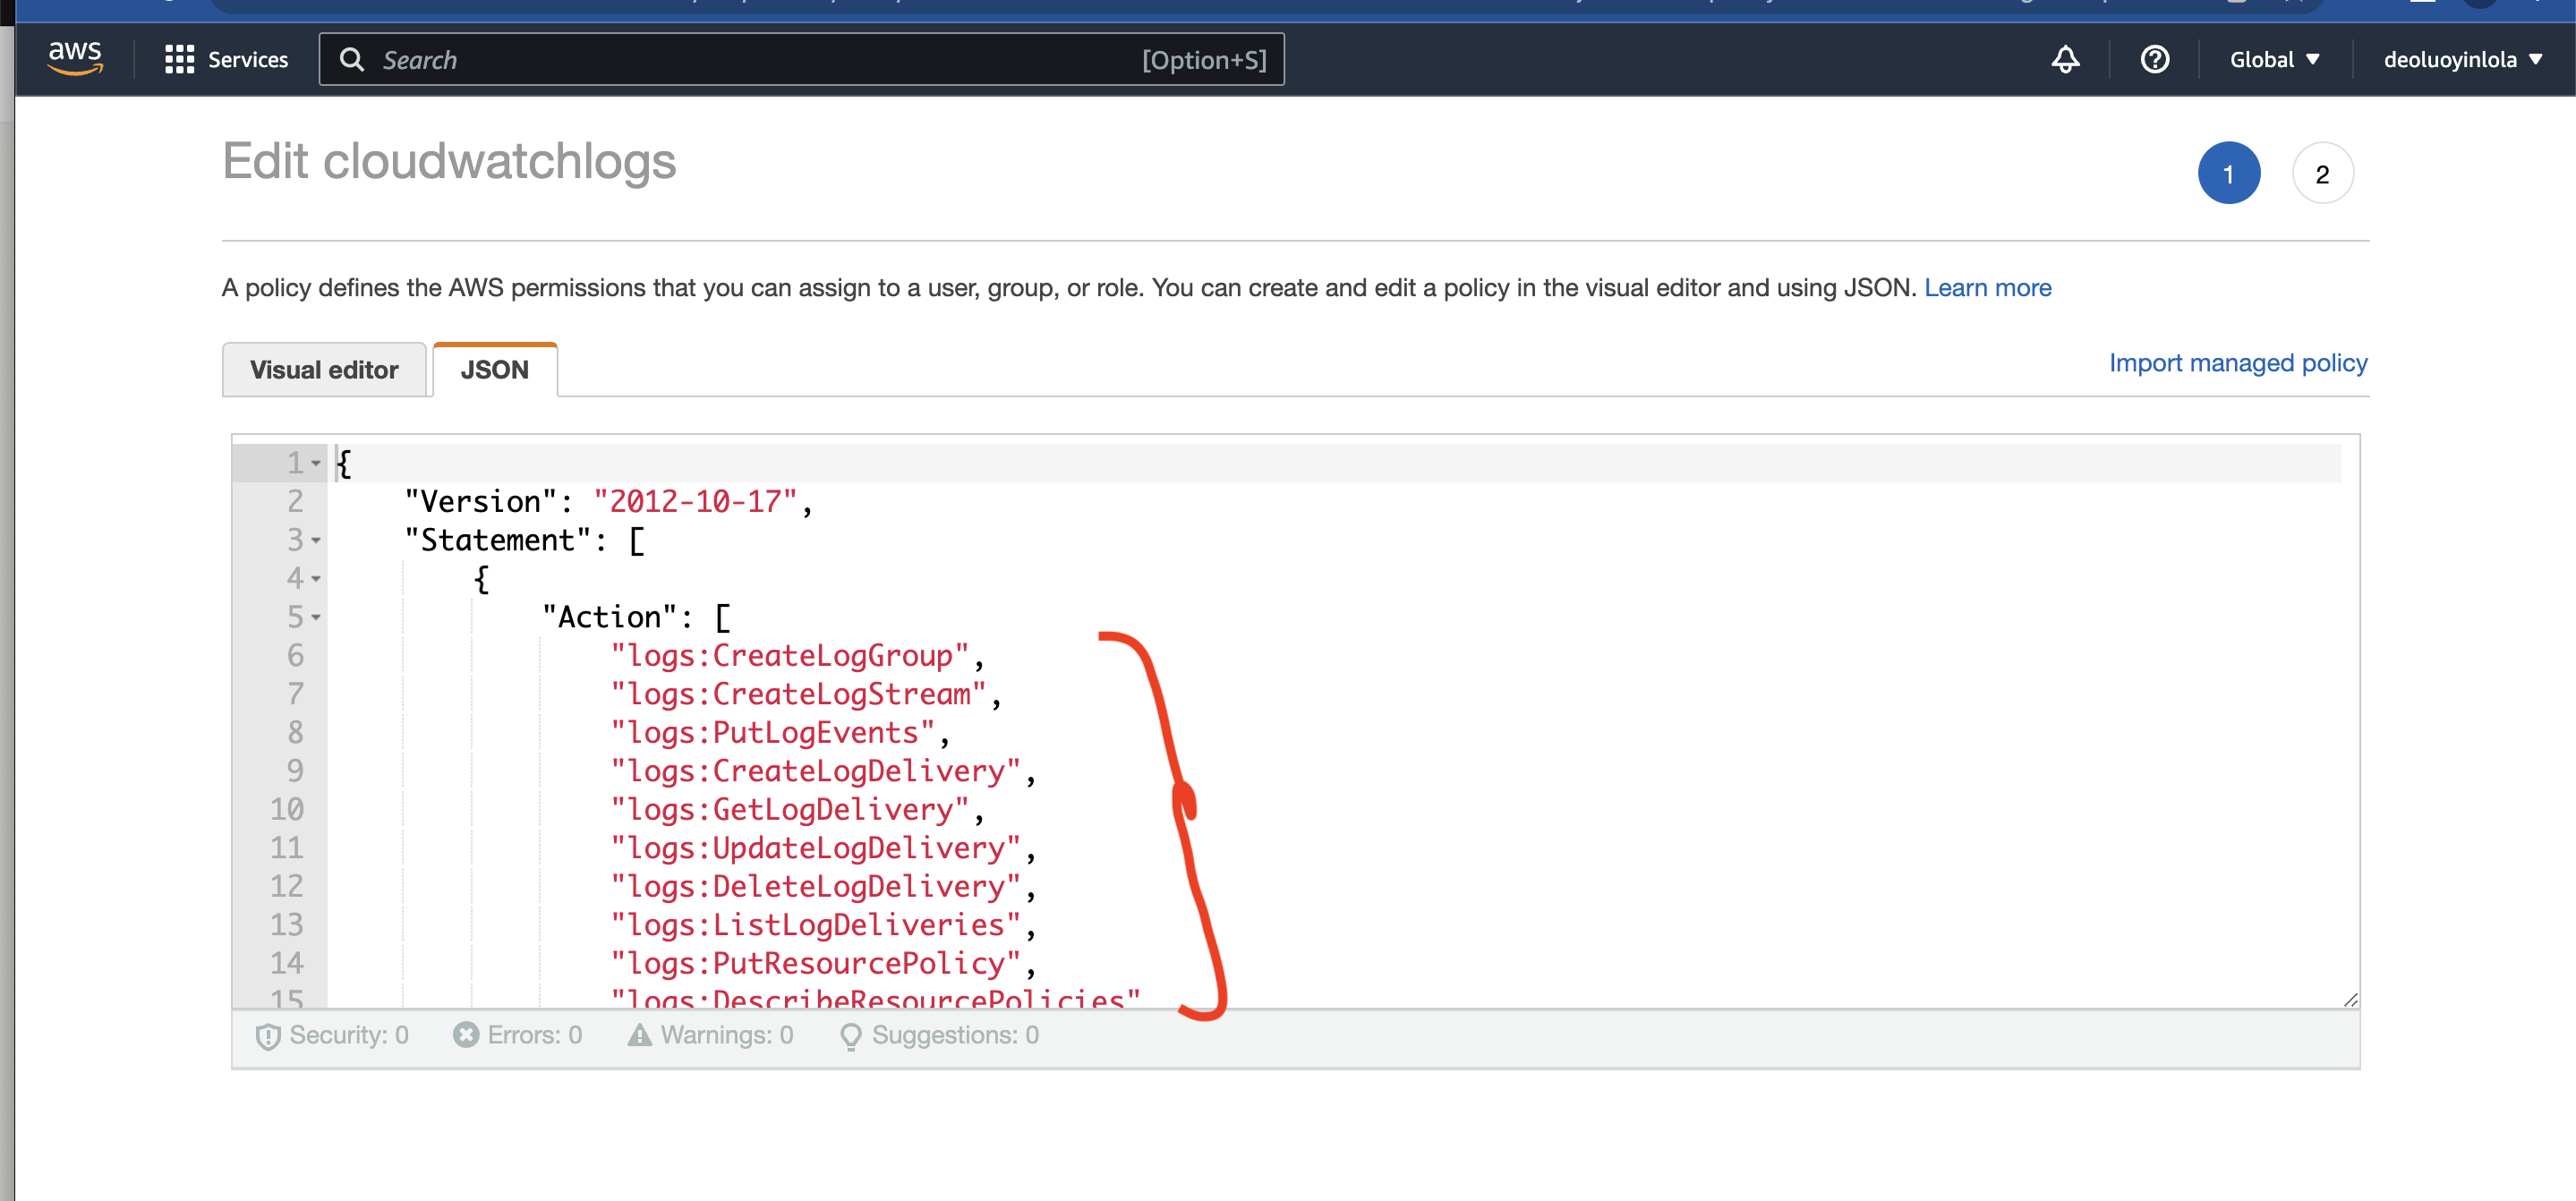 aws Services Search [Option+S] Global deoluoyinlola
Edit cloudwatchlogs 1 2
A policy defines the AWS permissions that you can assign to a user, group, or role. You can create and edit a policy in the visual editor and using JSON. Learn more
Visual editor JSON Import managed policy
1 {
2 "Version": "2012-10-17",
3 "Statement": [
4 {
5 "Action": [
6 "logs:CreateLogGroup",
7 "logs:CreateLogStream",
8 "logs:PutLogEvents",
9 "logs:CreateLogDelivery",
10 "logs:GetLogDelivery",
11 "logs:UpdateLogDelivery",
12 "logs:DeleteLogDelivery",
13 "logs:ListLogDeliveries",
14 "logs:PutResourcePolicy",
15 "logs:DescribeResourcePolicies"
Security: 0 Errors: 0 Warnings: 0 Suggestions: 0